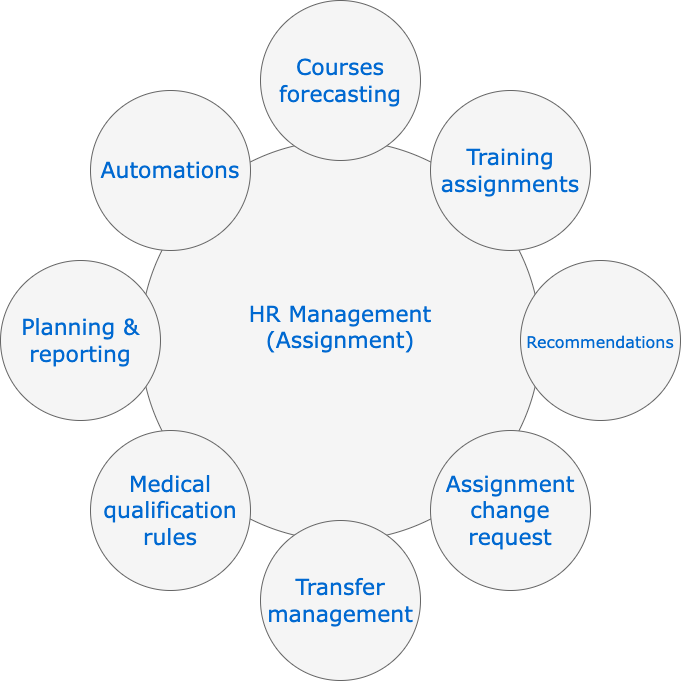 Courses
forecasting
Automations
Training
assignments
HR Management
(Assignment)
Planning &
reporting
Recommendations
Medical
qualification
rules
Assignment
change
request
Transfer
management